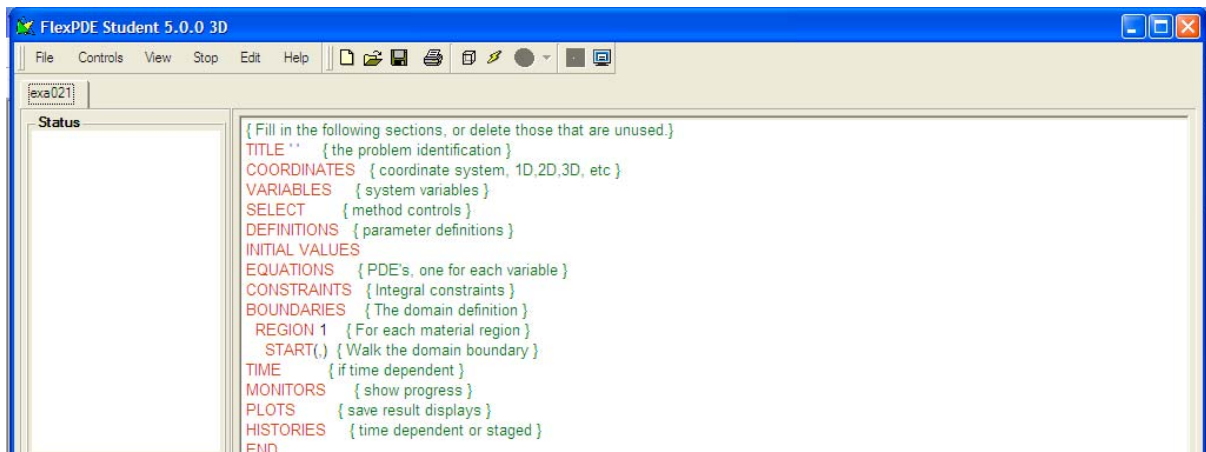 FlexPDE Student 5.0.0 3D
File Controls View Stop Edit Help
exa021
Status
{ Fill in the following sections, or delete those that are unused.}
TITLE ' ' { the problem identification }
COORDINATES { coordinate system, 1D,2D,3D, etc }
VARIABLES { system variables }
SELECT { method controls }
DEFINITIONS { parameter definitions }
INITIAL VALUES
EQUATIONS { PDE's, one for each variable }
CONSTRAINTS { Integral constraints }
BOUNDARIES { The domain definition }
REGION 1 { For each material region }
START(,) { Walk the domain boundary }
TIME { if time dependent }
MONITORS { show progress }
PLOTS { save result displays }
HISTORIES { time dependent or staged }
END